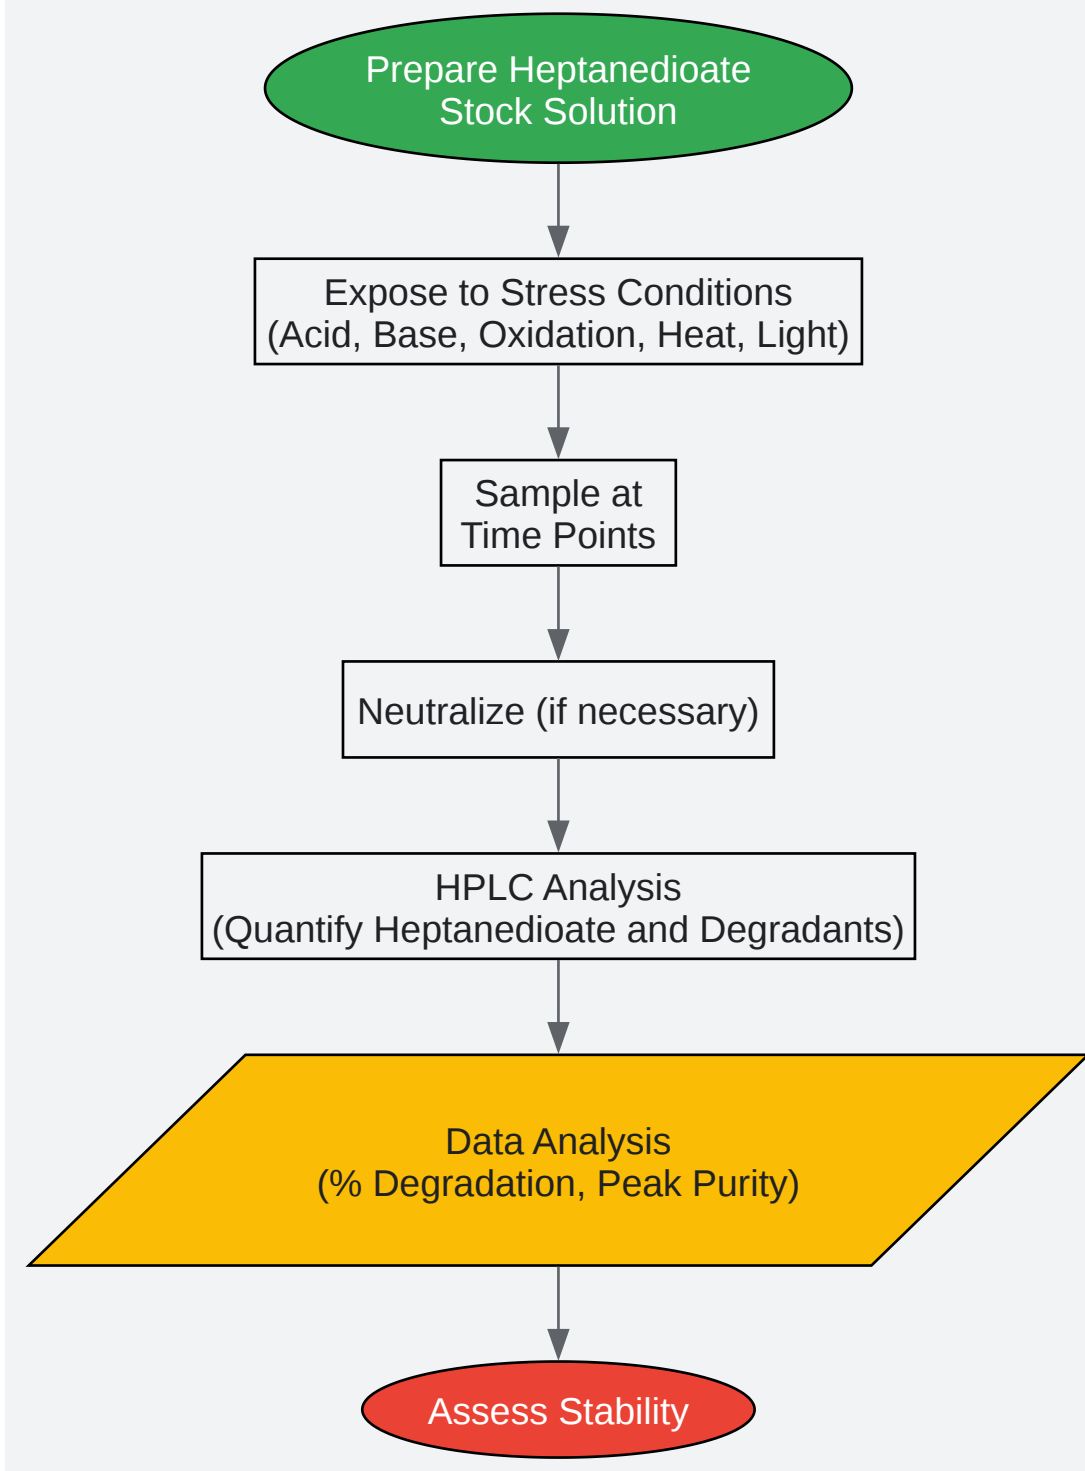 Prepare Heptanedioate
Stock Solution
Expose to Stress Conditions
(Acid, Base, Oxidation, Heat, Light)
Sample at
Time Points
Neutralize (if necessary)
HPLC Analysis
(Quantify Heptanedioate and Degradants)
Data Analysis
(% Degradation, Peak Purity)
Assess Stability